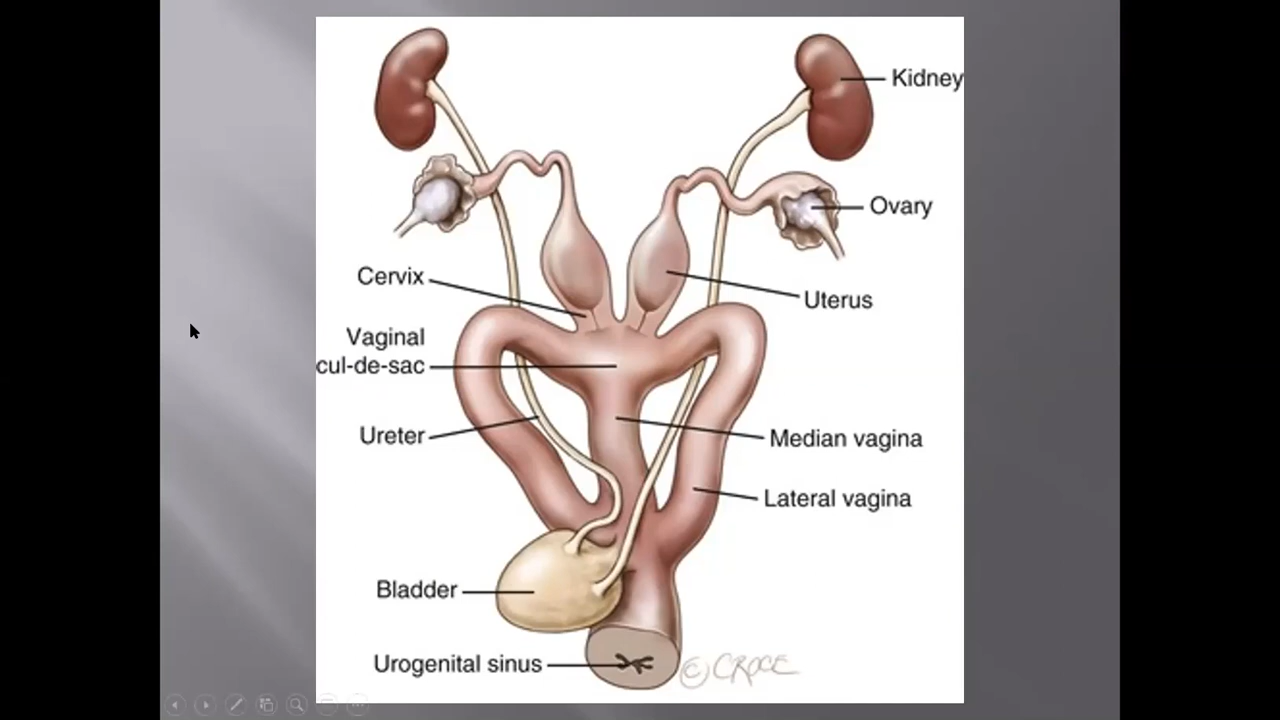 Kidney
Ovary
Cervix
Uterus
Vaginal
cul-de-sac
Ureter
Median vagina
Lateral vagina
Bladder
Urogenital sinus
© CROCE